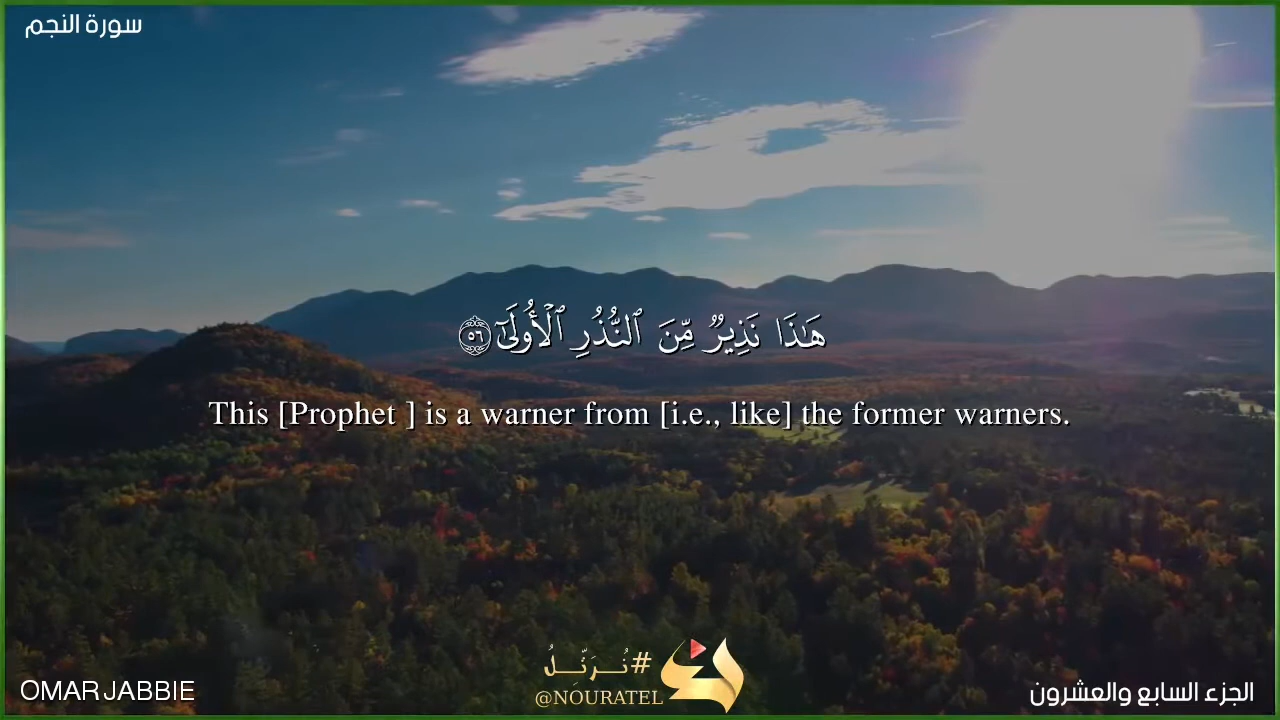 سورة النجم
هَـٰذَا نَذِيرٌ مِّنَ ٱلنُّذُرِ ٱلْأُولَىٰٓ ٥٦
This [Prophet ] is a warner from [i.e., like] the former warners.
#نُرَتِّلُ
@NOURATEL
OMAR JABBIE
الجزء السابع والعشرون